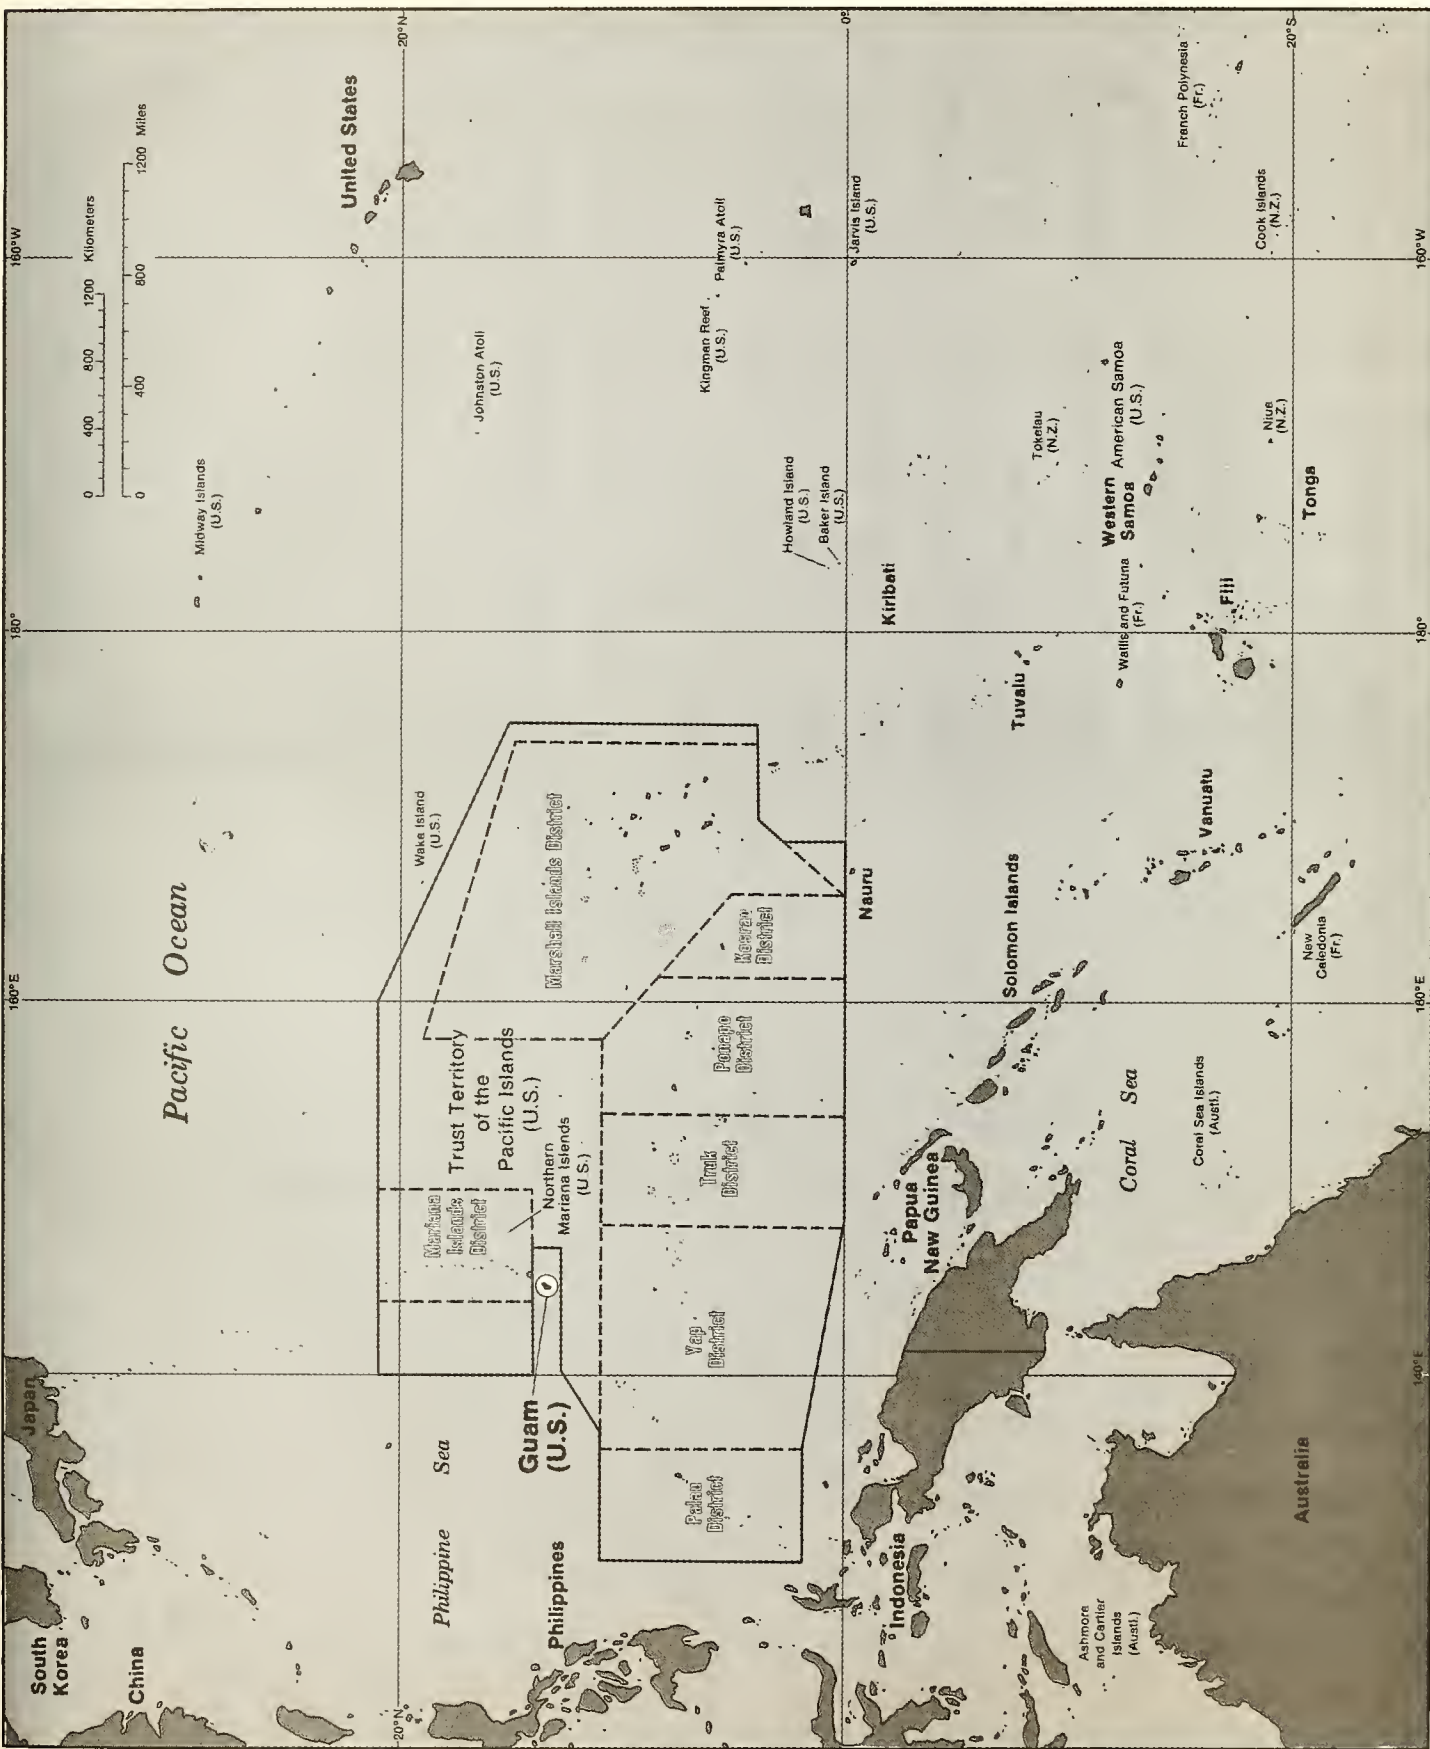 160°E
180°
160°W
0 400 800 1200 Kilometers
0 400 800 1200 Miles
South
Korea
Japan
China
Pacific Ocean
Midway Islands
(U.S.)
United States
20°N
20°N
Wake Island
(U.S.)
Johnston Atoll
(U.S.)
Philippine Sea
Mariana
Islands
District
Trust Territory
of the
Pacific Islands
(U.S.)
Northern
Mariana Islands
(U.S.)
Marshall Islands District
Guam
(U.S.)
Philippines
Palau
District
Yap
District
Truk
District
Ponape
District
Kosrae
District
Kingman Reef
(U.S.)
Palmyra Atoll
(U.S.)
Howland Island
(U.S.)
Baker Island
(U.S.)
0°
Jarvis Island
(U.S.)
Nauru
Kiribati
Indonesia
Papua
New Guinea
Solomon Islands
Tuvalu
Tokelau
(N.Z.)
Ashmore
and Cartier
Islands
(Austl.)
Coral Sea
Wallis and Futuna
(Fr.)
Western
Samoa
American Samoa
(U.S.)
French Polynesia
(Fr.)
Coral Sea Islands
(Austl.)
Vanuatu
Fiji
Niue
(N.Z.)
Cook Islands
(N.Z.)
20°S
Australia
New
Caledonia
(Fr.)
Tonga
140°E
160°E
180°
160°W